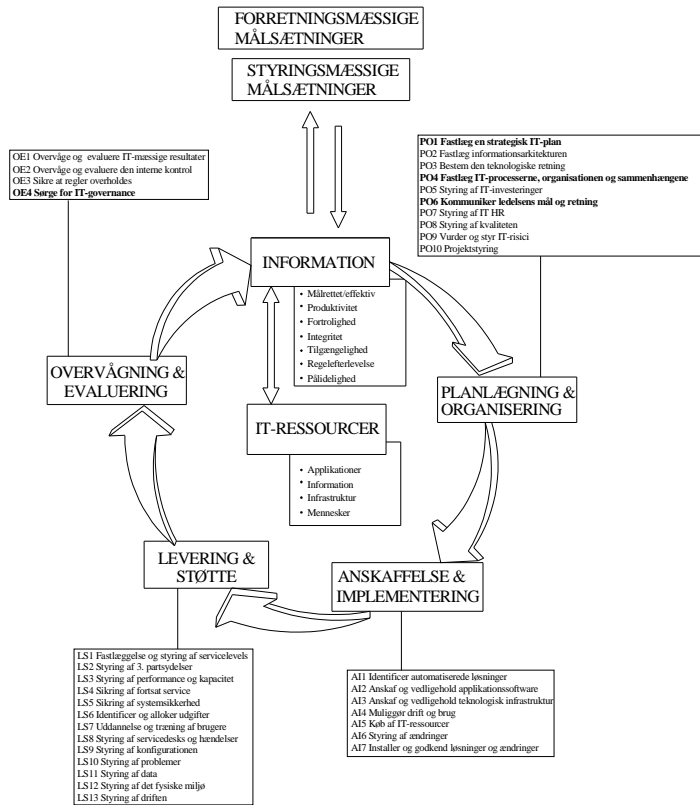 FORRETNINGSMÆSSIGE
MÅLSÆTNINGER
STYRINGSMÆSSIGE
MÅLSÆTNINGER
OE1 Overvåge og evaluere IT-mæssige resultater
OE2 Overvåge og evaluere den interne kontrol
OE3 Sikre at regler overholdes
OE4 Sørge for IT-governance
PO1 Fastlæg en strategisk IT-plan
PO2 Fastlæg informationsarkitekturen
PO3 Bestem den teknologiske retning
PO4 Fastlæg IT-processerne, organisationen og sammenhængene
PO5 Styring af IT-investeringer
PO6 Kommuniker ledelsens mål og retning
PO7 Styring af IT HR
PO8 Styring af kvaliteten
PO9 Vurder og styr IT-risici
PO10 Projektstyring
INFORMATION
• Målrettet/effektiv
• Produktivitet
• Fortrolighed
• Integritet
• Tilgængelighed
• Regelefterlevelse
• Pålidelighed
OVERVÅGNING &
EVALUERING
PLANLÆGNING &
ORGANISERING
IT-RESSOURCER
• Applikationer
• Information
• Infrastruktur
• Mennesker
LEVERING &
STØTTE
ANSKAFFELSE &
IMPLEMENTERING
LS1 Fastlæggelse og styring af servicelevels
LS2 Styring af 3. partsydelser
LS3 Styring af performance og kapacitet
LS4 Sikring af fortsat service
LS5 Sikring af systemsikkerhed
LS6 Identificer og alloker udgifter
LS7 Uddannelse og træning af brugere
LS8 Styring af servicedesks og hændelser
LS9 Styring af konfigurationen
LS10 Styring af problemer
LS11 Styring af data
LS12 Styring af det fysiske miljø
LS13 Styring af driften
AI1 Identificer automatiserede løsninger
AI2 Anskaf og vedligehold applikationssoftware
AI3 Anskaf og vedligehold teknologisk infrastruktur
AI4 Muliggør drift og brug
AI5 Køb af IT-ressourcer
AI6 Styring af ændringer
AI7 Installer og godkend løsninger og ændringer